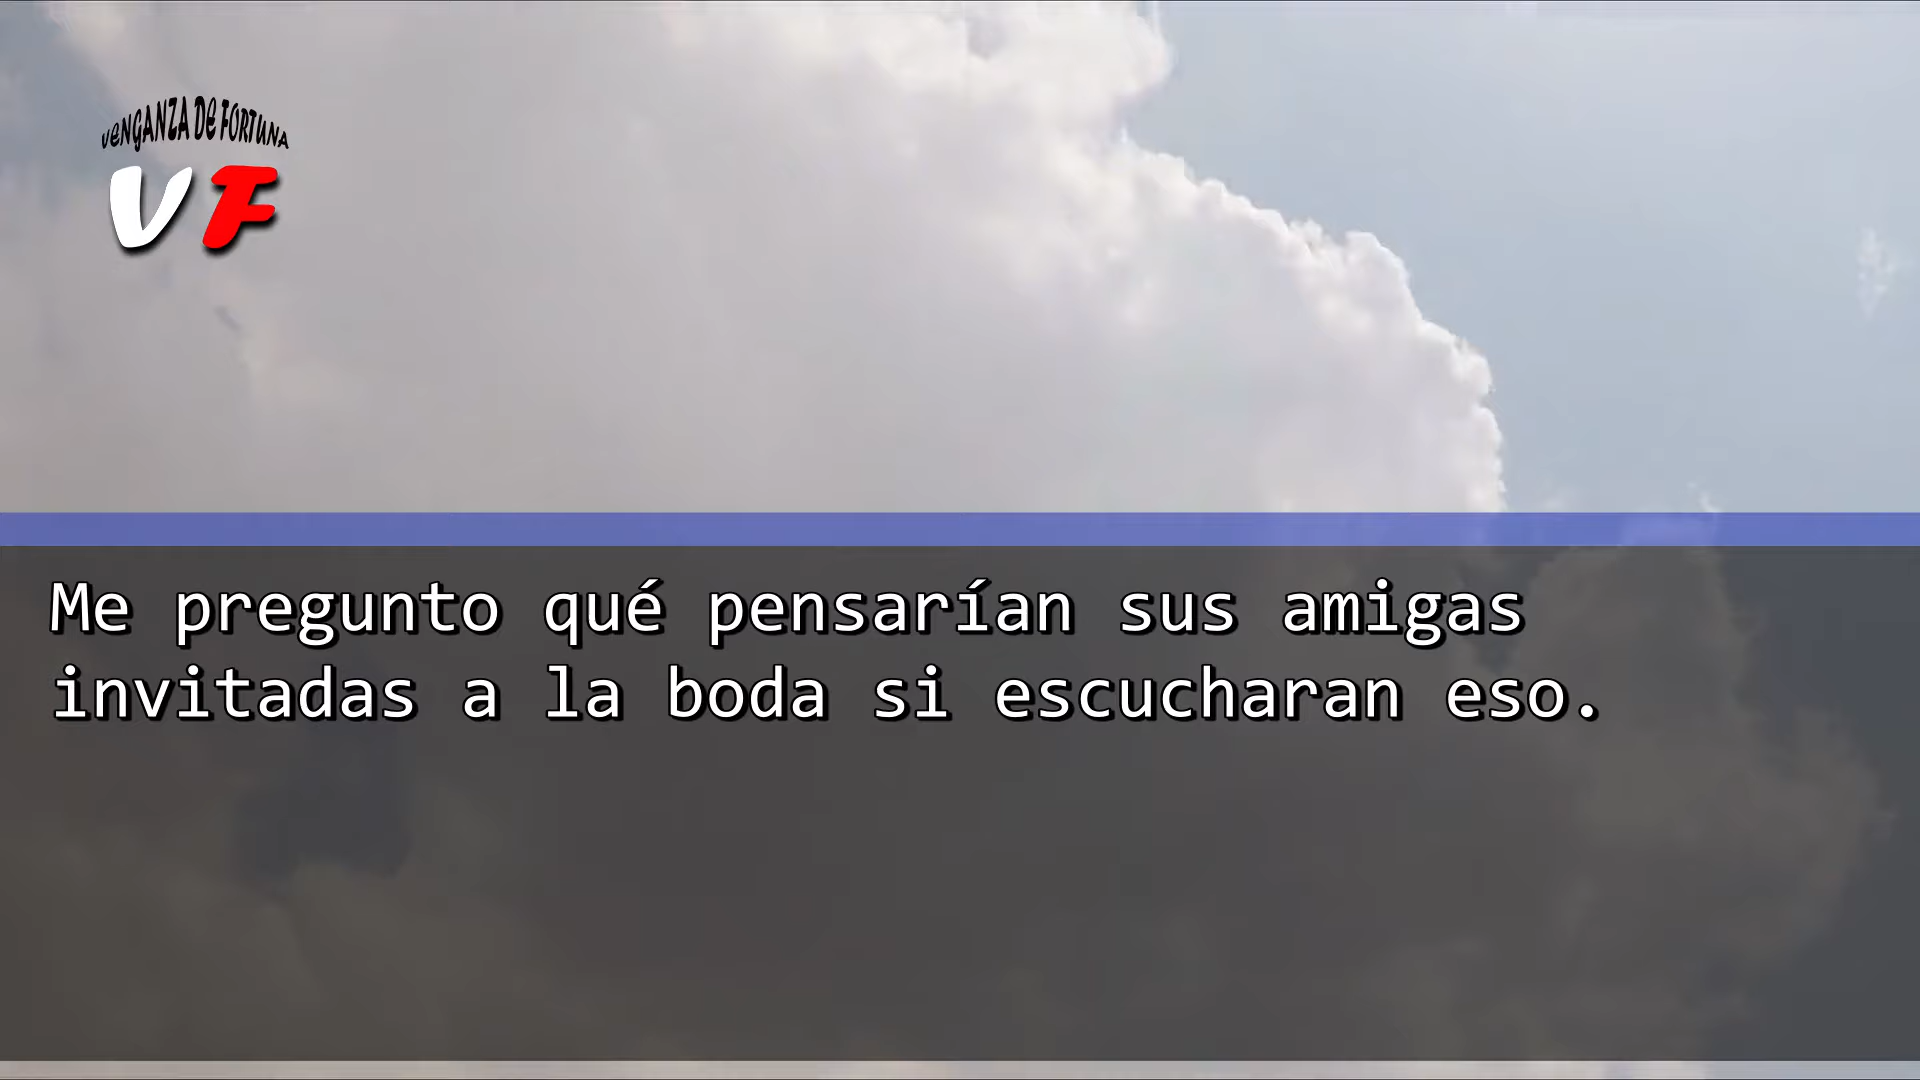 VENGANZA DE FORTUNA
VF
Me pregunto qué pensarían sus amigas
invitadas a la boda si escucharan eso.